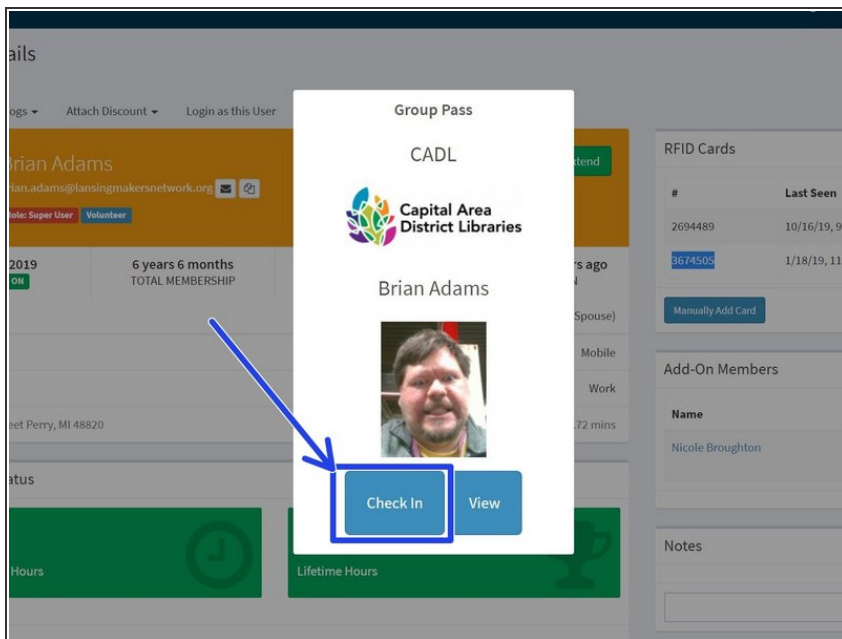 ails
ogs
Attach Discount
Login as this User
Brian Adams
rian.adams@lansingmakersnetwork.org
Role: Super User
Volunteer
2019
ON
6 years 6 months
TOTAL MEMBERSHIP
Group Pass
CADL
Capital Area
District Libraries
Brian Adams
Check In
View
tend
rs ago
N
Spouse)
Mobile
Work
eet Perry, MI 48820
.72 mins
atus
Hours
Lifetime Hours
RFID Cards
# Last Seen
2694489 10/16/19, 9
3674505 1/18/19, 11
Manually Add Card
Add-On Members
Name
Nicole Broughton
Notes